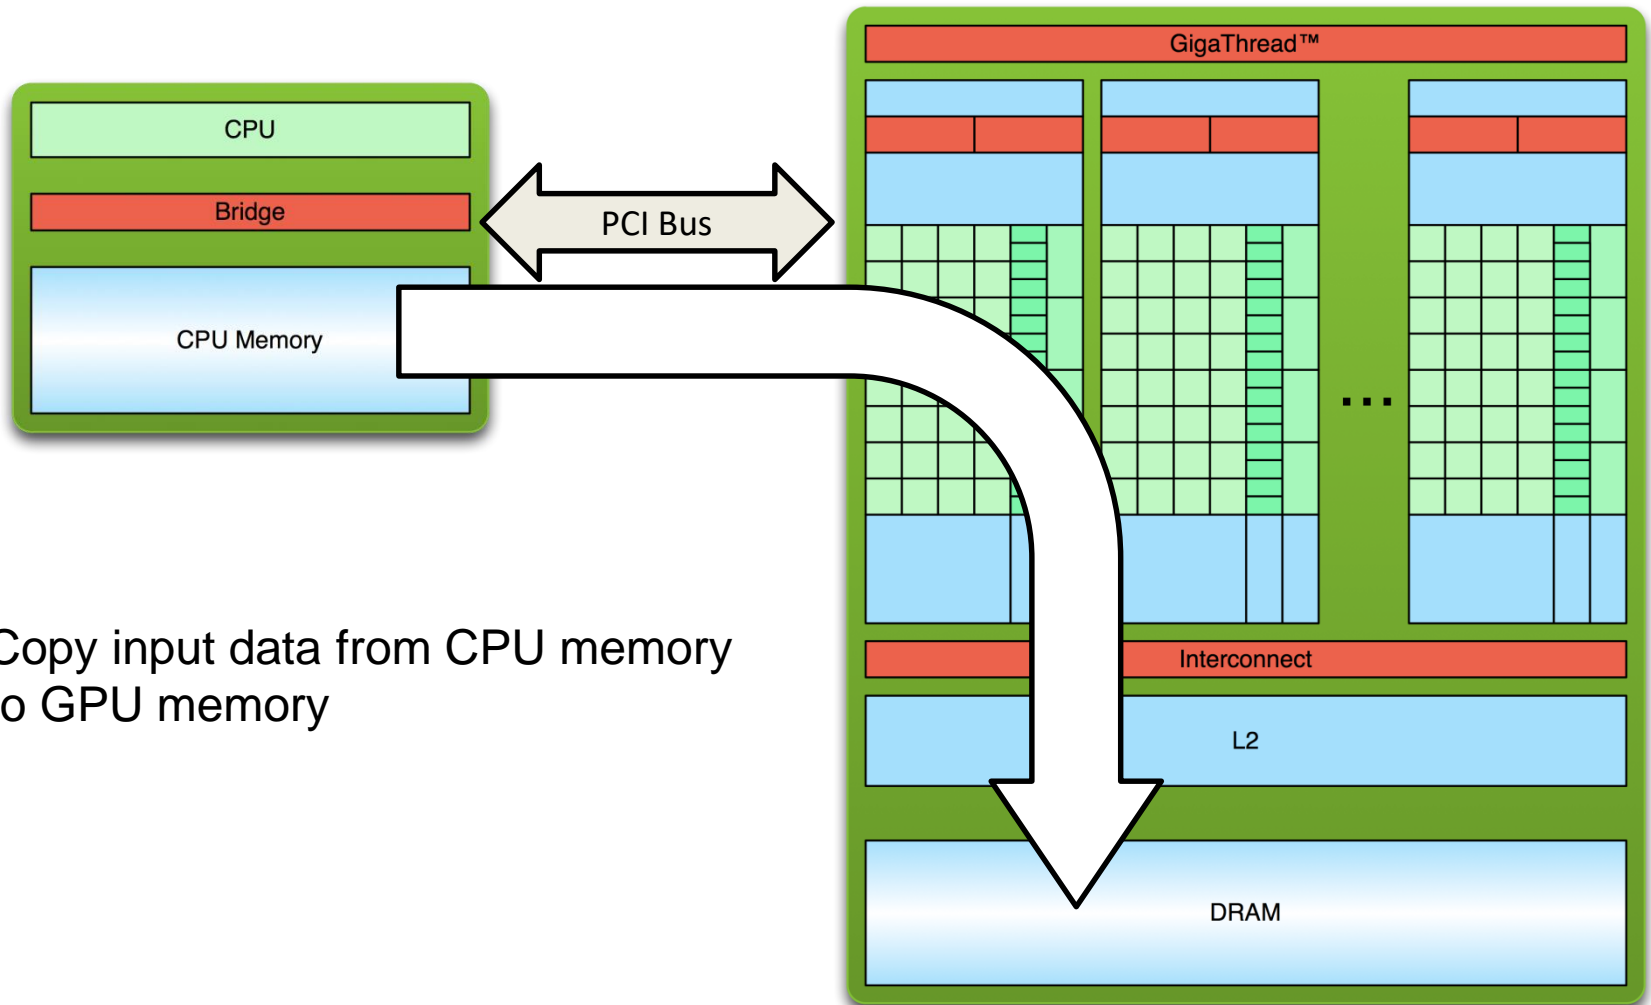 GigaThread™
CPU
Bridge
PCI Bus
CPU Memory
...
Copy input data from CPU memory
o GPU memory
Interconnect
L2
DRAM